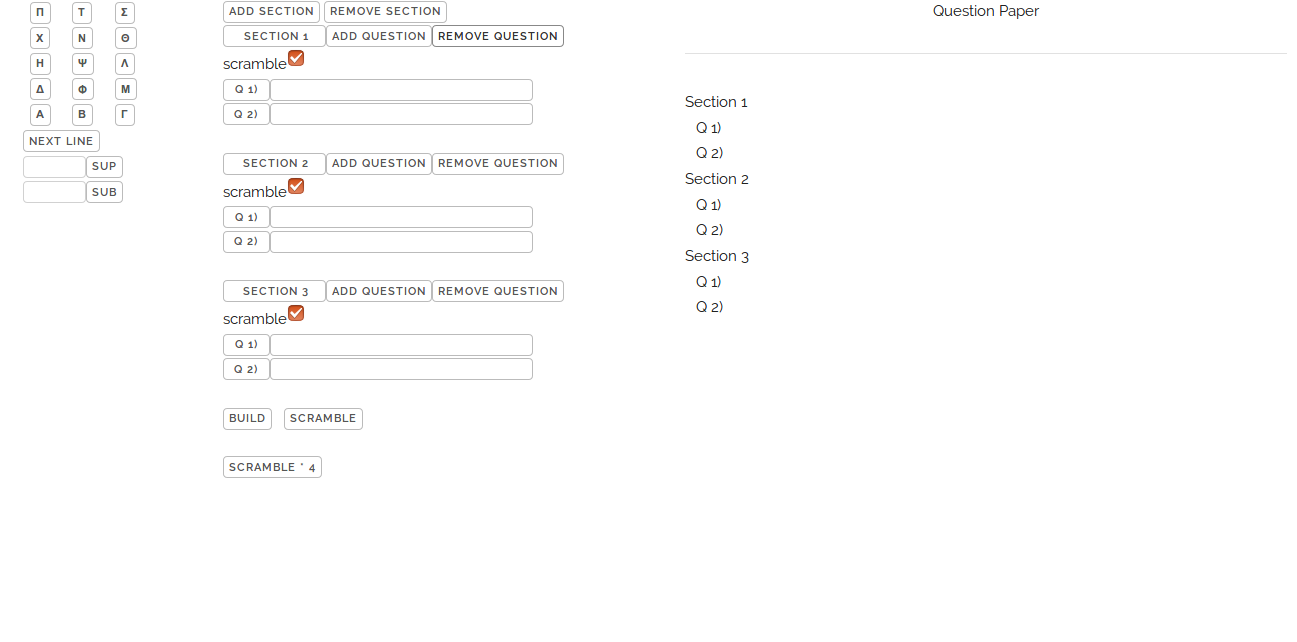 Π Τ Σ
Χ Ν Θ
Η Ψ Λ
Δ Φ Μ
Α Β Γ
NEXT LINE
SUP
SUB
ADD SECTION REMOVE SECTION
SECTION 1 ADD QUESTION REMOVE QUESTION
scramble
Q 1)
Q 2)
SECTION 2 ADD QUESTION REMOVE QUESTION
scramble
Q 1)
Q 2)
SECTION 3 ADD QUESTION REMOVE QUESTION
scramble
Q 1)
Q 2)
BUILD SCRAMBLE
SCRAMBLE * 4
Question Paper
Section 1
Q 1)
Q 2)
Section 2
Q 1)
Q 2)
Section 3
Q 1)
Q 2)